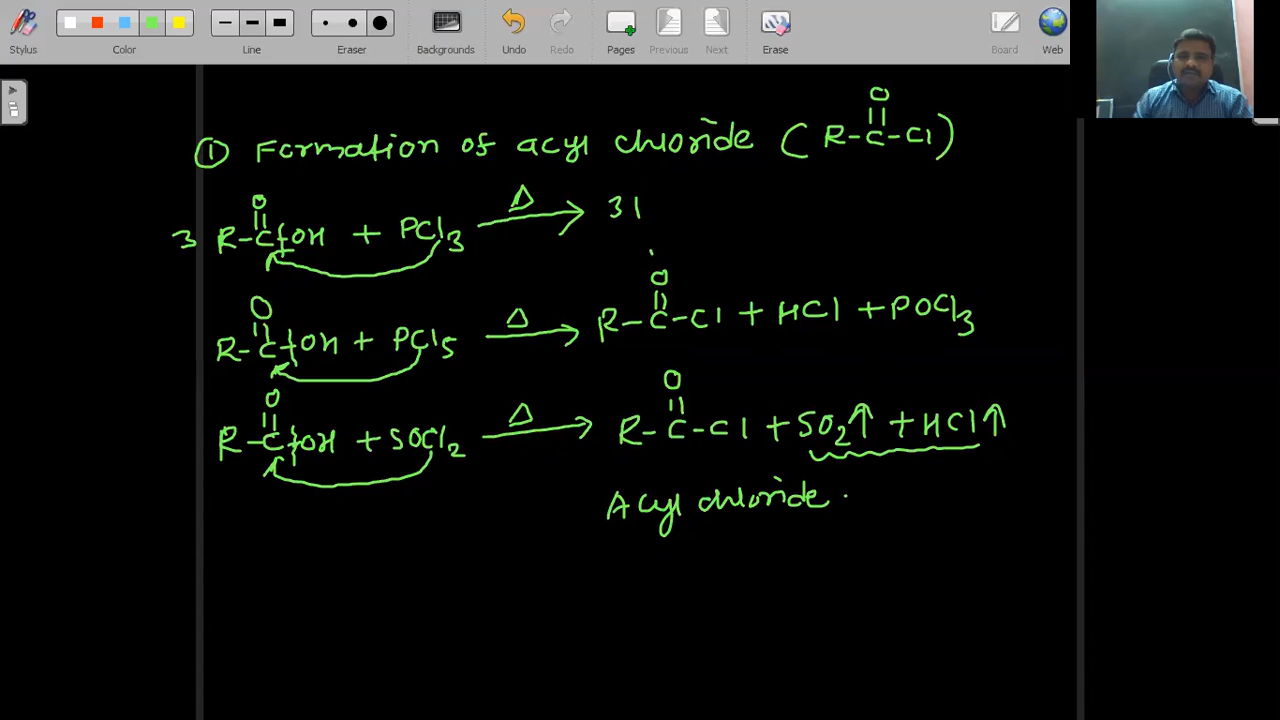 Stylus
Color
Line
Eraser
Backgrounds
Undo
Redo
Pages
Previous
Next
Erase
Board
Web
① Formation of acyl chloride (R-C-Cl)
O
O
3 R-C-OH + PCl3 Δ→ 3 |
O
O
R-C-OH + PCl5 Δ→ R-C-Cl + HCl + POCl3
O
O
R-C-OH + SOCl2 Δ→ R-C-Cl + SO2↑ + HCl↑
Acyl chloride.